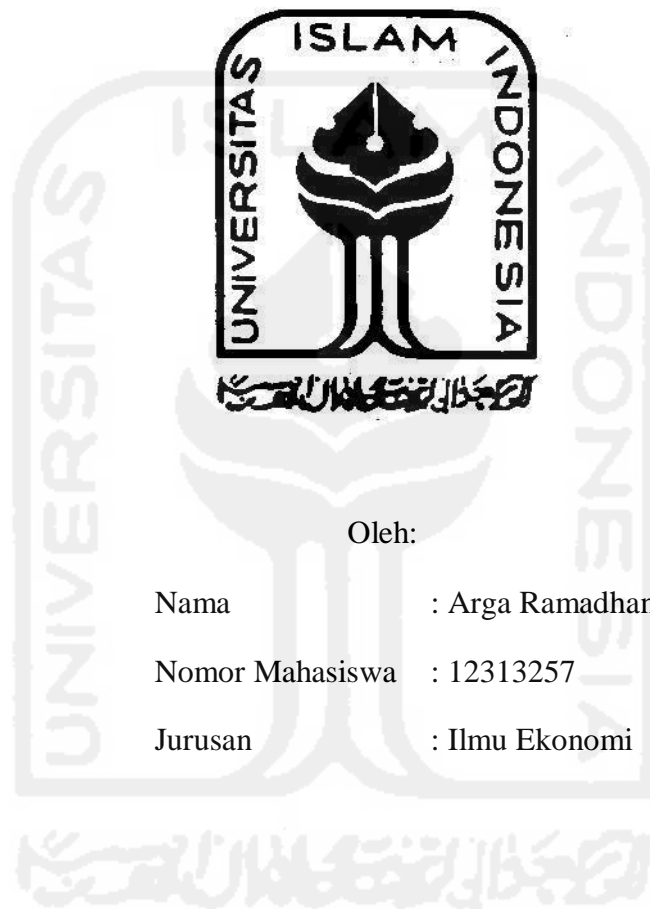 ISLAM
UNIVERSITAS
INDONESIA
Oleh:
Nama : Arga Ramadhan
Nomor Mahasiswa : 12313257
Jurusan : Ilmu Ekonomi